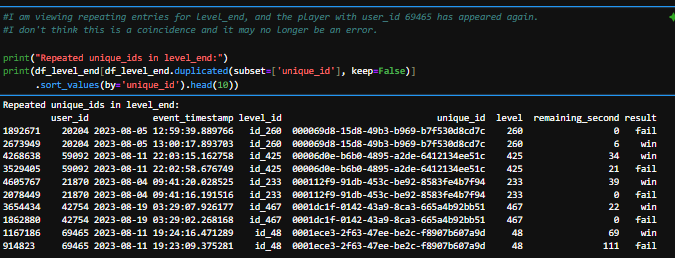 #I am viewing repeating entries for level_end, and the player with user_id 69465 has appeared again.
#I don't think this is a coincidence and it may no longer be an error.
print("Repeated unique_ids in level_end:")
print(df_level_end[df_level_end.duplicated(subset=['unique_id'], keep=False)]
.sort_values(by='unique_id').head(10))
Repeated unique_ids in level_end:
user_id event_timestamp level_id unique_id level remaining_second result
1892671 20204 2023-08-05 12:59:39.889766 id_260 000069d8-15d8-49b3-b969-b7f530d8cd7c 260 0 fail
2673949 20204 2023-08-05 13:00:17.893703 id_260 000069d8-15d8-49b3-b969-b7f530d8cd7c 260 6 win
4268638 59092 2023-08-11 22:03:15.162758 id_425 00006d0e-b6b0-4895-a2de-6412134ee51c 425 34 win
3529405 59092 2023-08-11 22:02:58.676749 id_425 00006d0e-b6b0-4895-a2de-6412134ee51c 425 21 fail
4605767 21870 2023-08-04 09:41:20.028525 id_233 000112f9-91db-453c-be92-8583fe4b7f94 233 39 win
2078449 21870 2023-08-04 09:41:16.191516 id_233 000112f9-91db-453c-be92-8583fe4b7f94 233 0 fail
3654434 42754 2023-08-19 03:29:07.926177 id_467 0001dc1f-0142-43a9-8ca3-665a4b92bb51 467 22 win
1862880 42754 2023-08-19 03:29:02.268168 id_467 0001dc1f-0142-43a9-8ca3-665a4b92bb51 467 0 fail
1167186 69465 2023-08-11 19:24:16.471289 id_48 0001ece3-2f63-47ee-be2c-f8907b607a9d 48 69 win
914823 69465 2023-08-11 19:23:09.375281 id_48 0001ece3-2f63-47ee-be2c-f8907b607a9d 48 111 fail